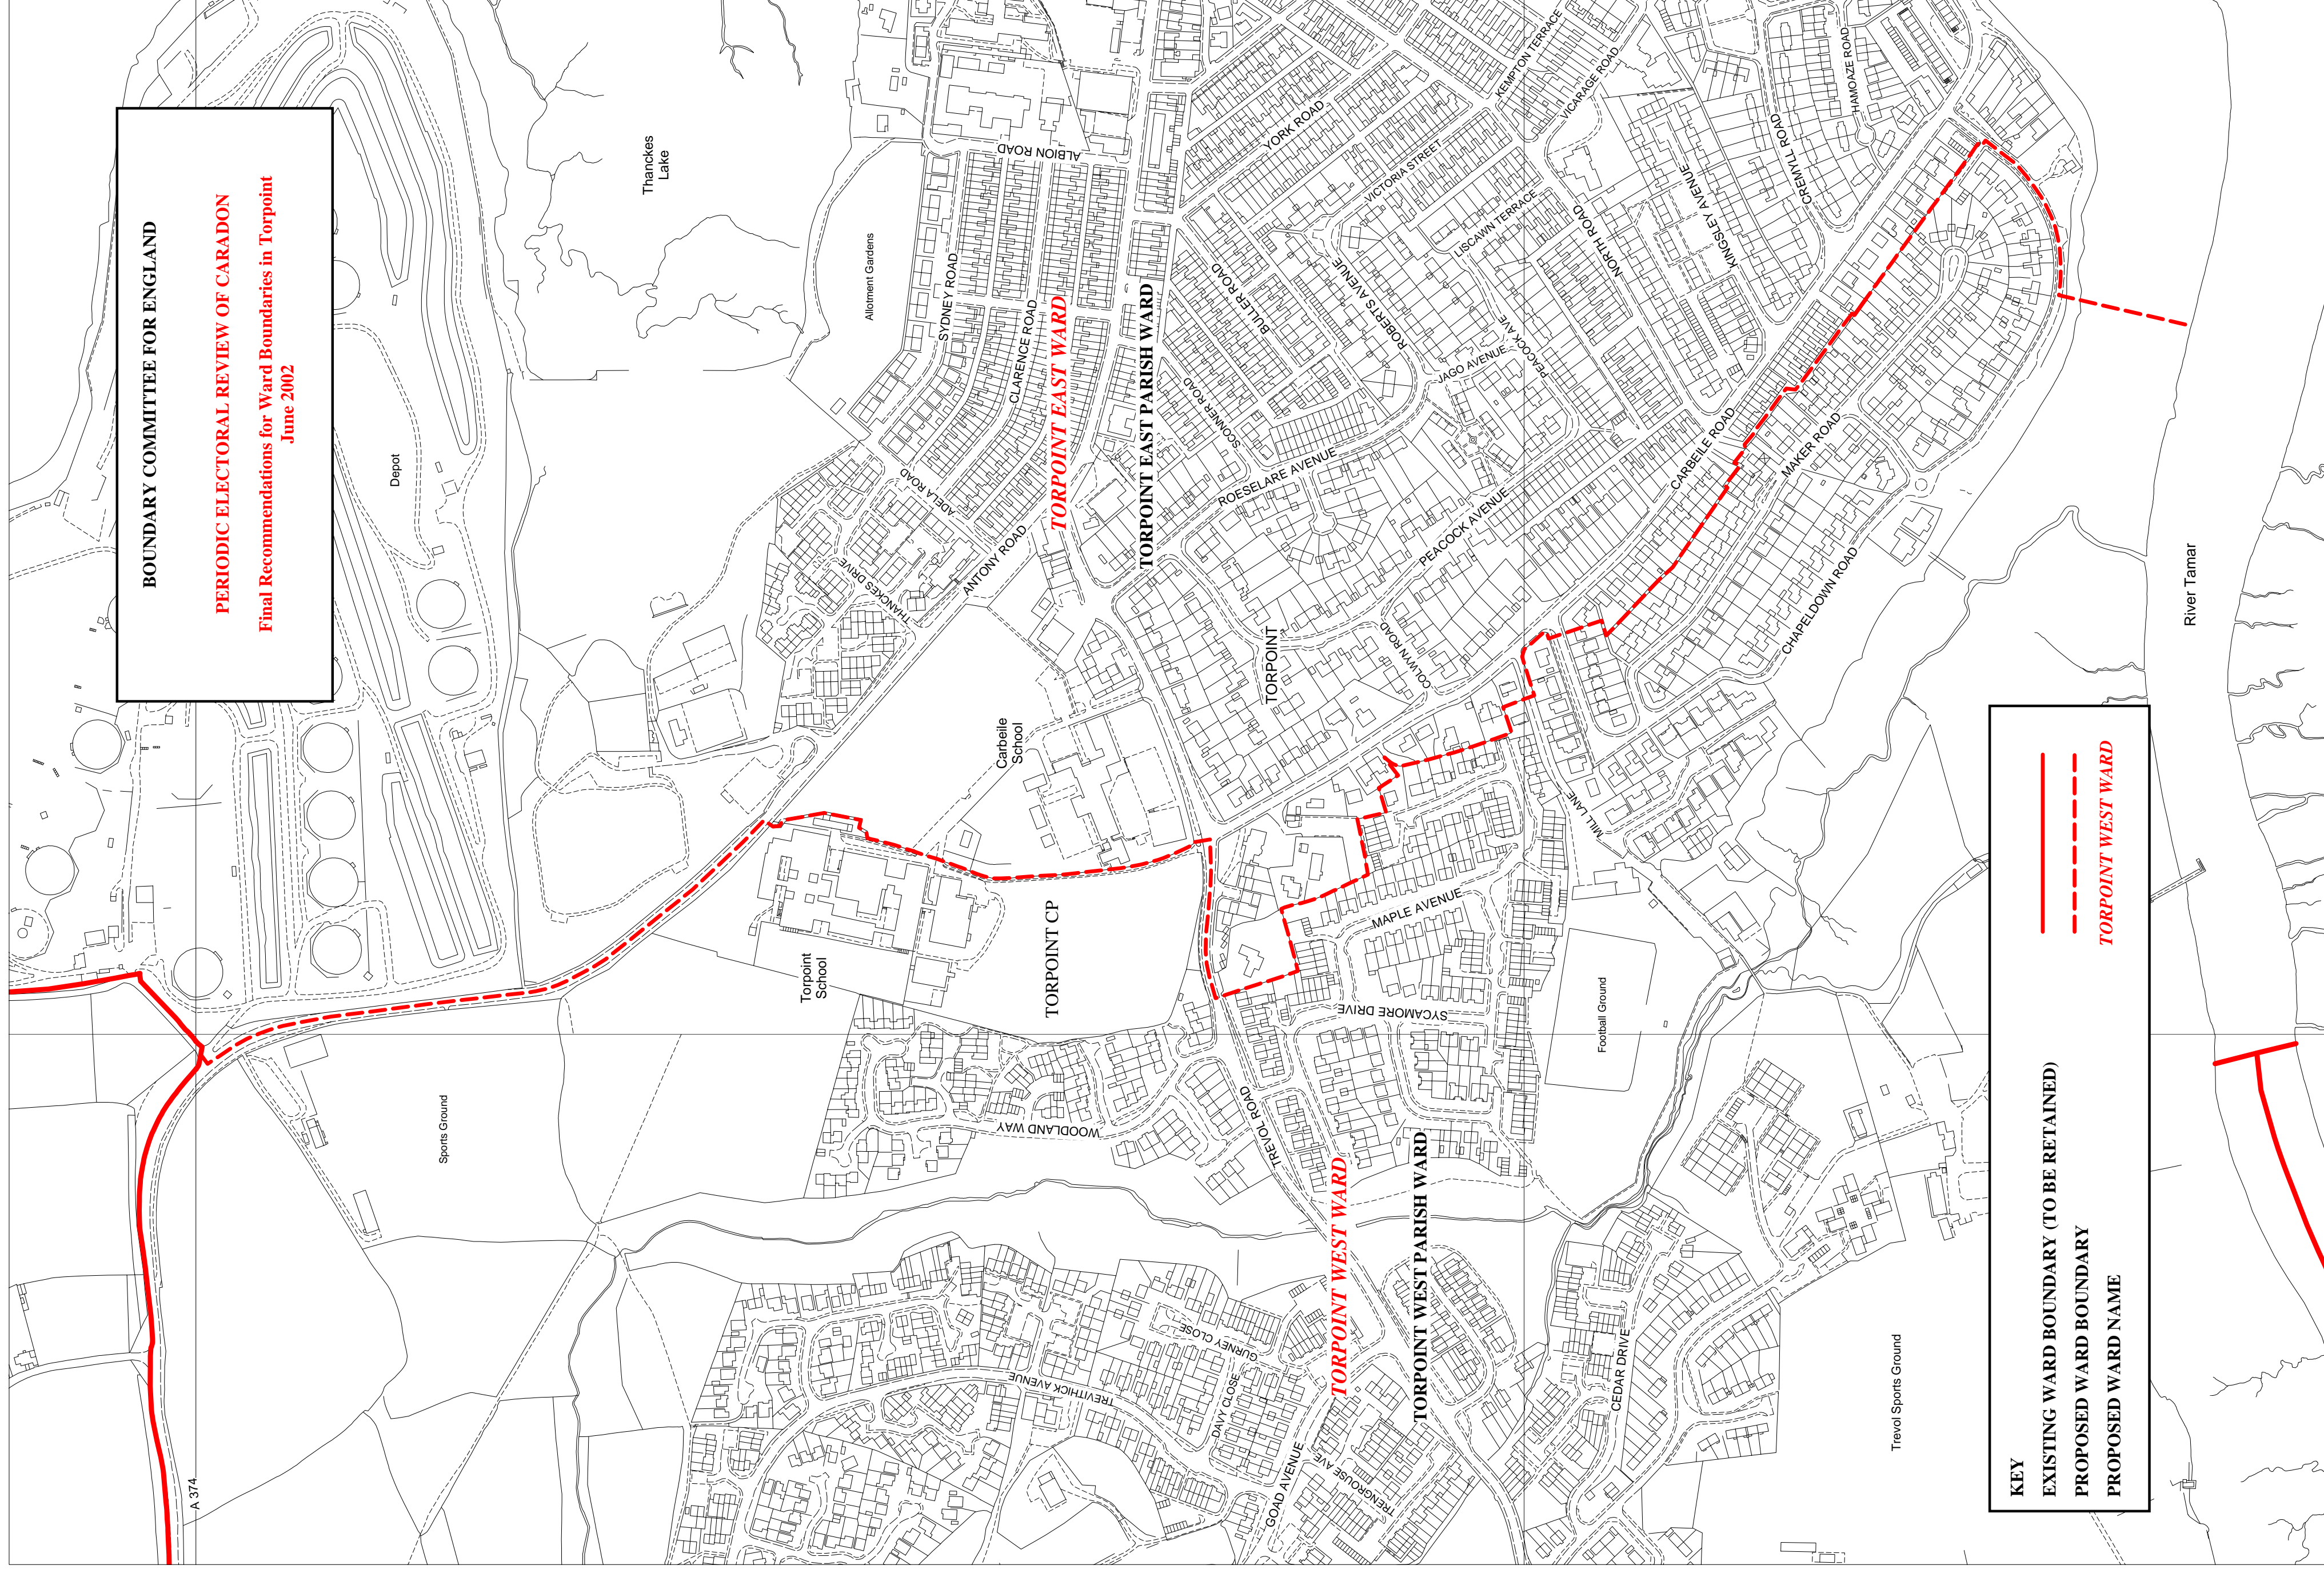 BOUNDARY COMMITTEE FOR ENGLAND
PERIODIC ELECTORAL REVIEW OF CARADON
Final Recommendations for Ward Boundaries in Torpoint
June 2002
A 374
Sports Ground
Depot
Thanckes
Lake
Allotment Gardens
Torpoint
School
Carbeile
School
TORPOINT CP
SYDNEY ROAD
ALBION ROAD
CLARENCE ROAD
ADELA ROAD
THANCKES DRIVE
ANTONY ROAD
TORPOINT EAST WARD
TORPOINT EAST PARISH WARD
WOODLAND WAY
TREVITHICK AVENUE
GURNEY CLOSE
DAVY CLOSE
GOAD AVENUE
TRENGROUSE AVE
TREVOL ROAD
TORPOINT WEST WARD
TORPOINT WEST PARISH WARD
SYCAMORE DRIVE
MAPLE AVENUE
TORPOINT
COLWYN ROAD
PEACOCK AVENUE
ROESELARE AVENUE
SCONNER ROAD
BULLER ROAD
YORK ROAD
ROBERTS AVENUE
VICTORIA STREET
JAGO AVENUE
PEACOCK AVE
LISCAWN TERRACE
KEMPTON TERRACE
VICARAGE ROAD
NORTH ROAD
KINGSLEY AVENUE
CREMYLL ROAD
HAMOAZE ROAD
CARBEILE ROAD
MAKER ROAD
CHAPELDOWN ROAD
MILL LANE
Football Ground
CEDAR DRIVE
Trevol Sports Ground
River Tamar
KEY
EXISTING WARD BOUNDARY (TO BE RETAINED)
PROPOSED WARD BOUNDARY
PROPOSED WARD NAME TORPOINT WEST WARD